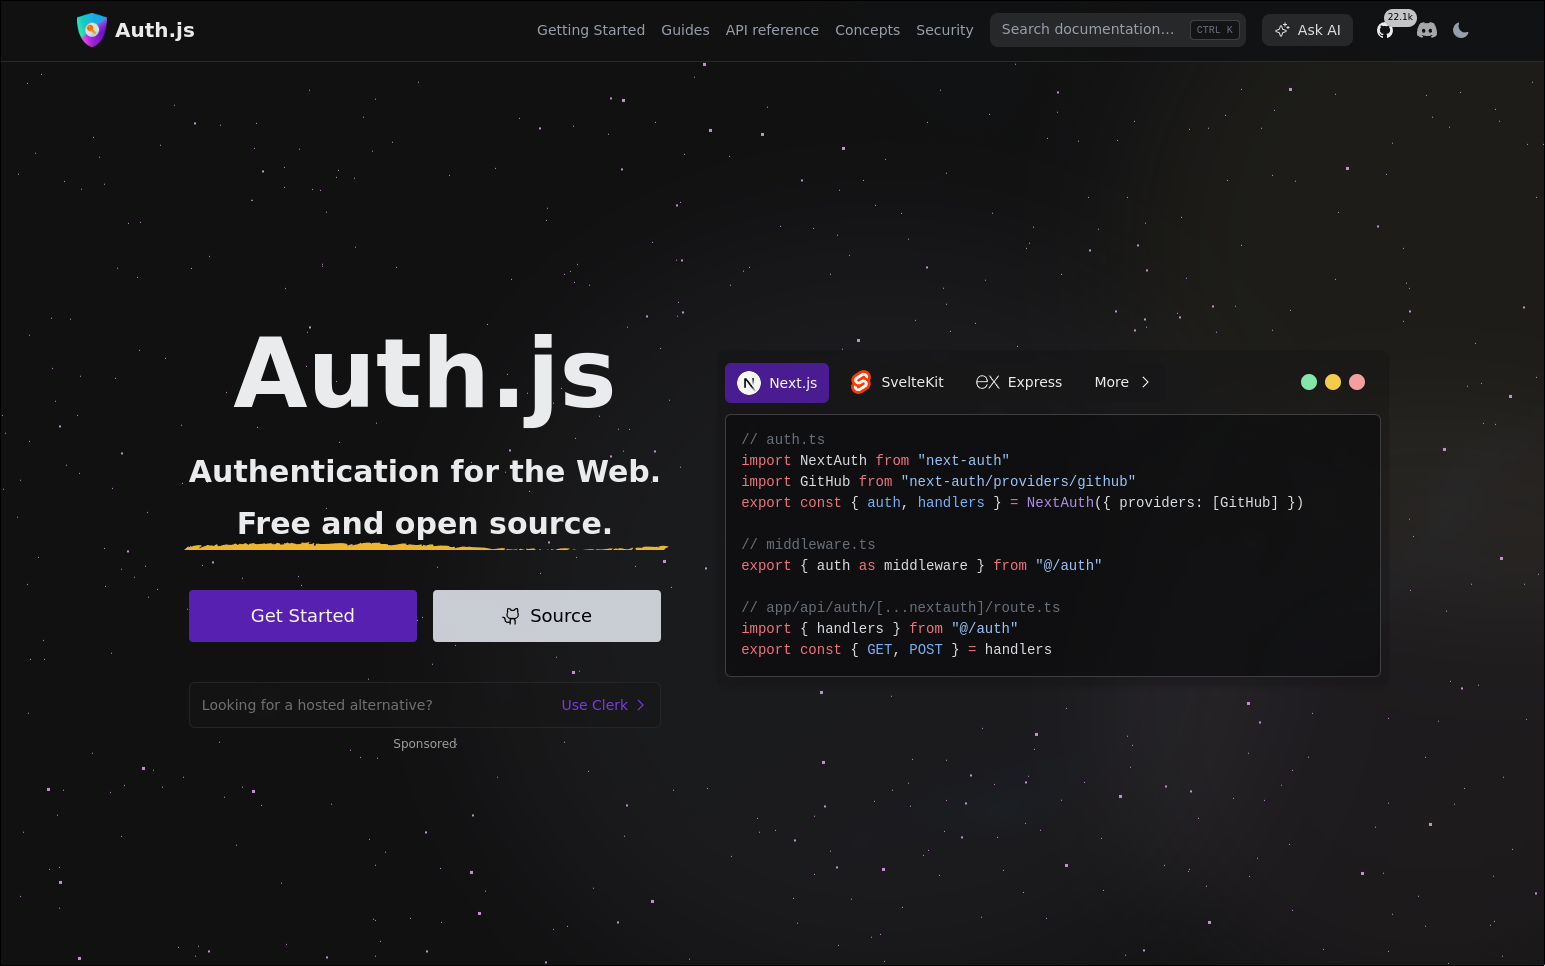 Auth.js
Getting Started Guides API reference Concepts Security Search documentation... CTRL K Ask AI 22.1k
Auth.js
Authentication for the Web.
Free and open source.
Get Started Source
Looking for a hosted alternative? Use Clerk
Sponsored
Next.js SvelteKit ex Express More
// auth.ts
import NextAuth from "next-auth"
import GitHub from "next-auth/providers/github"
export const { auth, handlers } = NextAuth({ providers: [GitHub] })
// middleware.ts
export { auth as middleware } from "@/auth"
// app/api/auth/[...nextauth]/route.ts
import { handlers } from "@/auth"
export const { GET, POST } = handlers